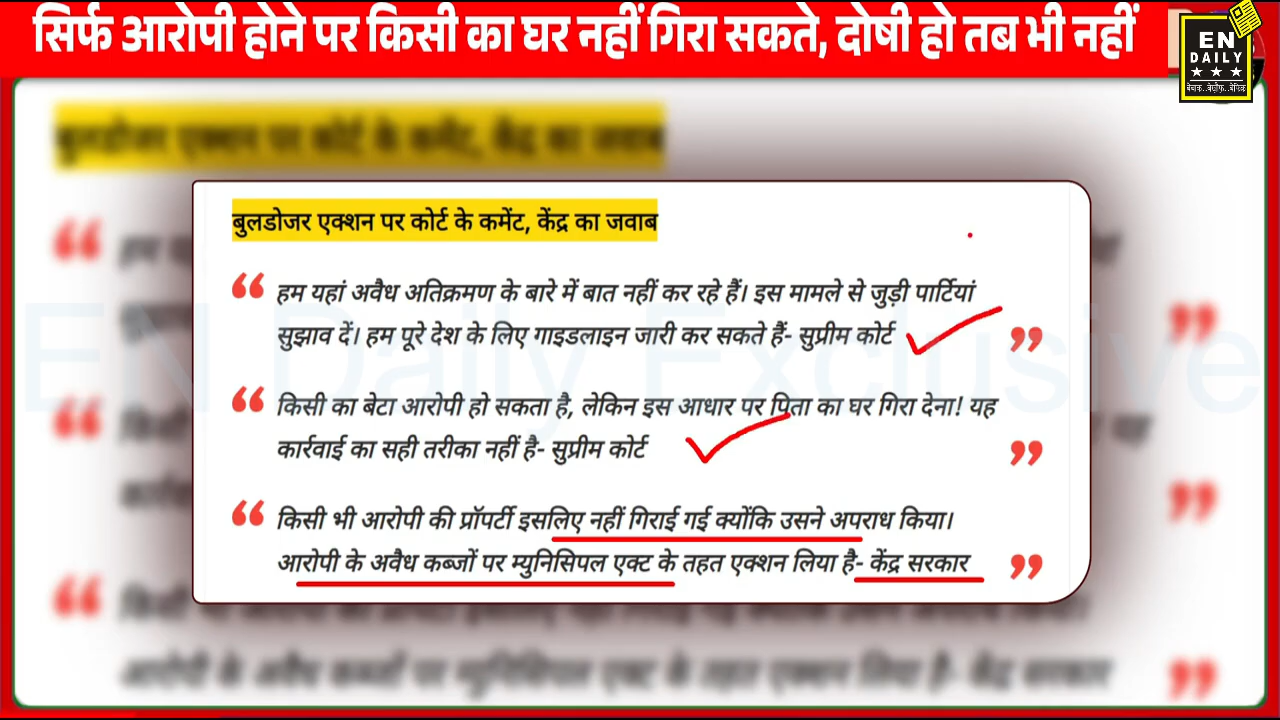 सिर्फ आरोपी होने पर किसी का घर नहीं गिरा सकते, दोषी हो तब भी नहीं
EN
DAILY
बुलडोजर एक्शन पर कोर्ट के कमेंट, केंद्र का जवाब
“ हम यहां अवैध अतिक्रमण के बारे में बात नहीं कर रहे हैं। इस मामले से जुड़ी पार्टियां
सुझाव दें। हम पूरे देश के लिए गाइडलाइन जारी कर सकते हैं- सुप्रीम कोर्ट ”
“ किसी का बेटा आरोपी हो सकता है, लेकिन इस आधार पर पिता का घर गिरा देना! यह
कार्रवाई का सही तरीका नहीं है- सुप्रीम कोर्ट ”
“ किसी भी आरोपी की प्रॉपर्टी इसलिए नहीं गिराई गई क्योंकि उसने अपराध किया।
आरोपी के अवैध कब्जों पर म्युनिसिपल एक्ट के तहत एक्शन लिया है- केंद्र सरकार ”
EN Daily Exclusive